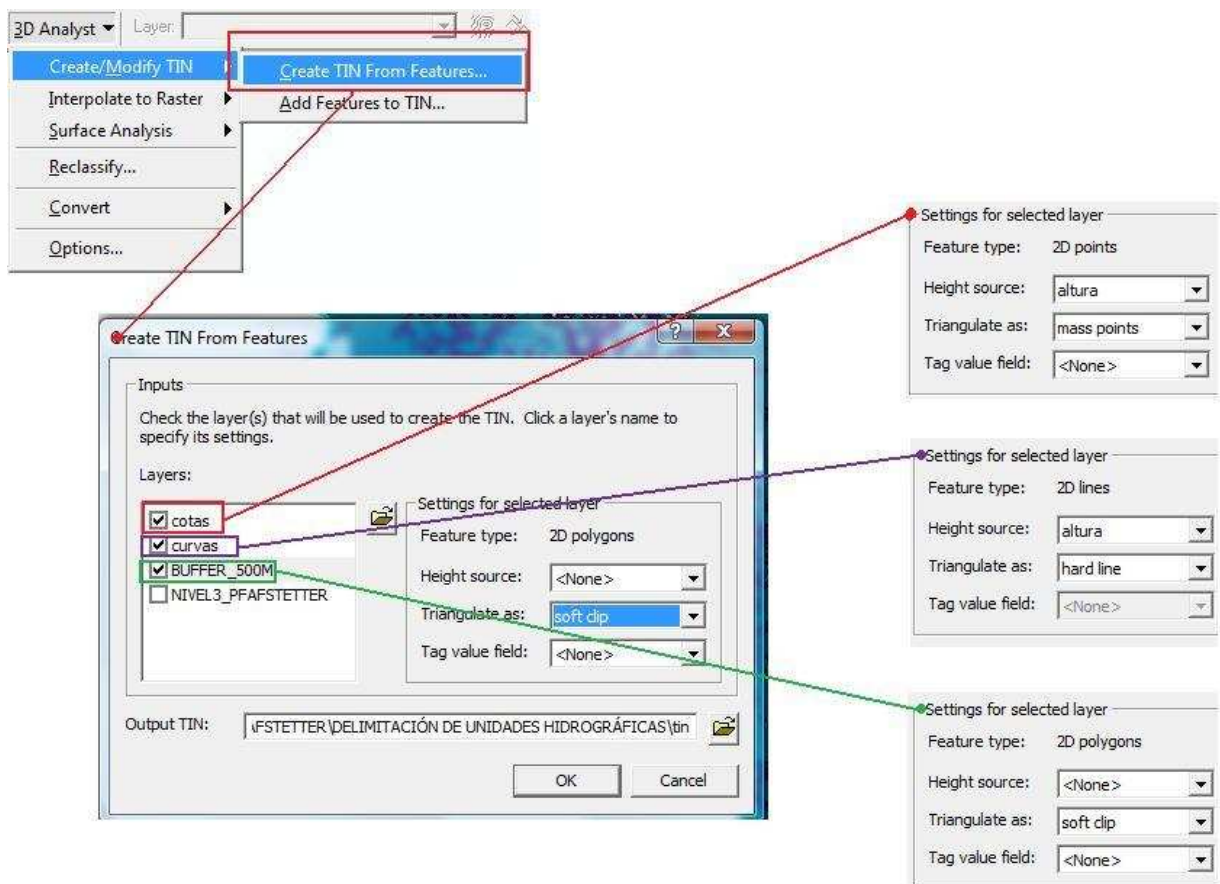 3D Analyst
Layer:
Create/Modify TIN
Create TIN From Features...
Interpolate to Raster
Add Features to TIN...
Surface Analysis
Reclassify...
Convert
Options...
Settings for selected layer
Feature type: 2D points
Height source: altura
Triangulate as: mass points
Tag value field: <None>
Create TIN From Features
Inputs
Check the layer(s) that will be used to create the TIN. Click a layer's name to
specify its settings.
Layers:
cotas
curvas
BUFFER_500M
NIVEL3_PFAFSTETTER
Settings for selected layer
Feature type: 2D polygons
Height source: <None>
Triangulate as: soft clip
Tag value field: <None>
Output TIN: \FSTETTER\DELIMITACIÓN DE UNIDADES HIDROGRÁFICAS\tin
OK
Cancel
Settings for selected layer
Feature type: 2D lines
Height source: altura
Triangulate as: hard line
Tag value field: <None>
Settings for selected layer
Feature type: 2D polygons
Height source: <None>
Triangulate as: soft clip
Tag value field: <None>